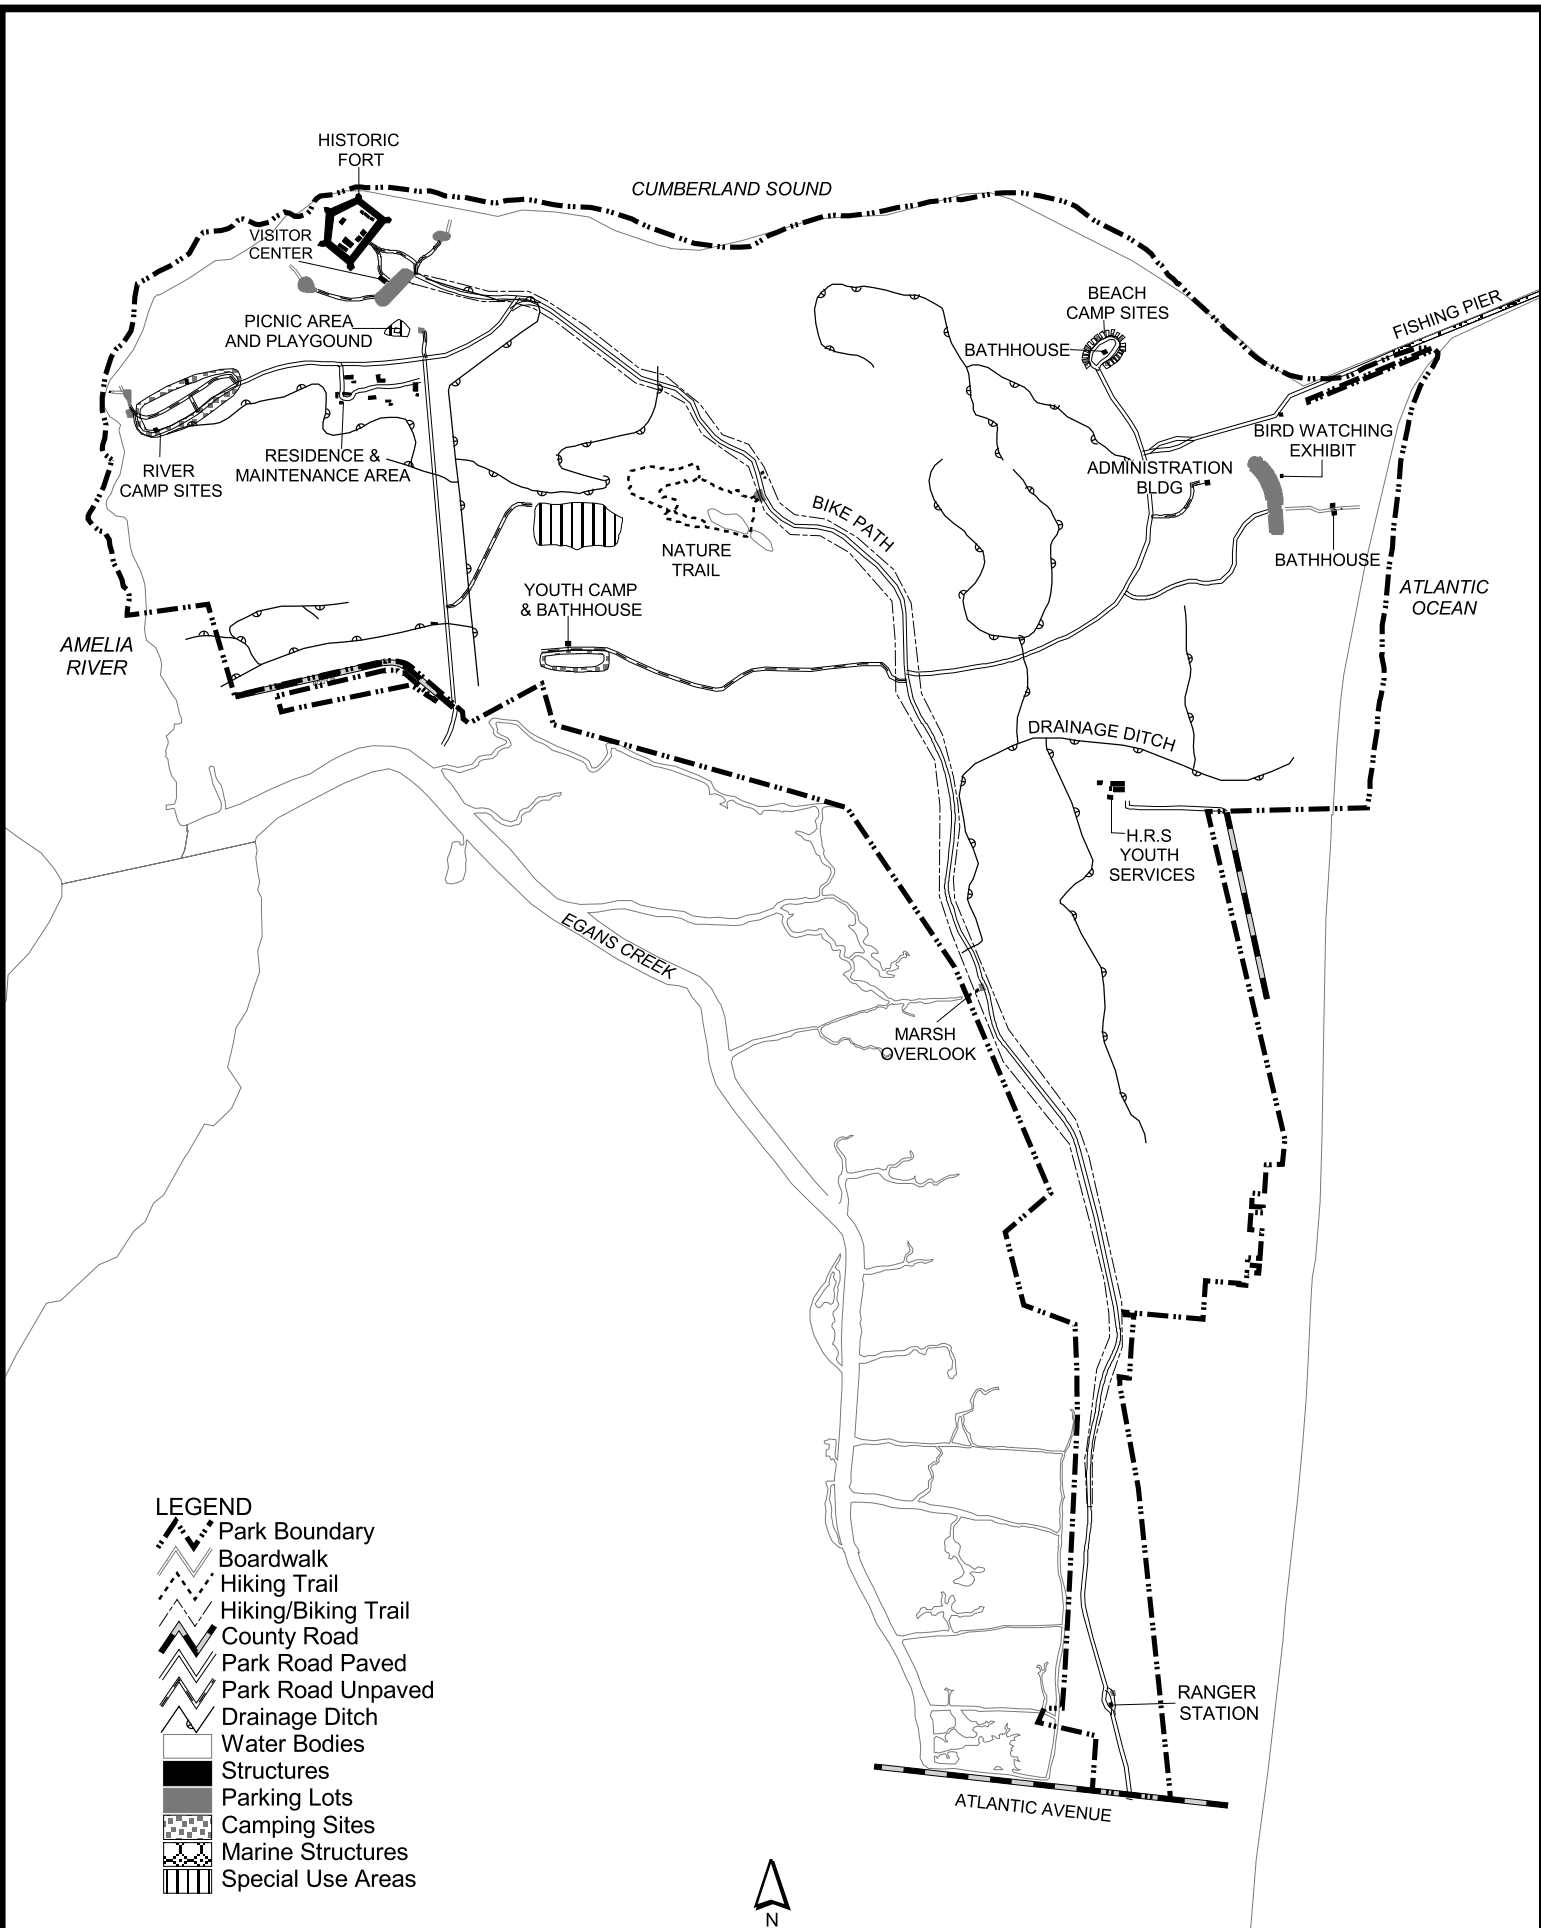 HISTORIC
FORT
CUMBERLAND SOUND
VISITOR
CENTER
BEACH
CAMP SITES
FISHING PIER
PICNIC AREA
AND PLAYGOUND
BATHHOUSE
BIRD WATCHING
EXHIBIT
RESIDENCE &
MAINTENANCE AREA
RIVER
CAMP SITES
ADMINISTRATION
BLDG
BIKE PATH
NATURE
TRAIL
BATHHOUSE
YOUTH CAMP
& BATHHOUSE
ATLANTIC
OCEAN
AMELIA
RIVER
DRAINAGE DITCH
H.R.S
YOUTH
SERVICES
EGANS CREEK
MARSH
OVERLOOK
LEGEND
Park Boundary
Boardwalk
Hiking Trail
Hiking/Biking Trail
County Road
Park Road Paved
Park Road Unpaved
Drainage Ditch
Water Bodies
Structures
Parking Lots
Camping Sites
Marine Structures
Special Use Areas
RANGER
STATION
ATLANTIC AVENUE
N